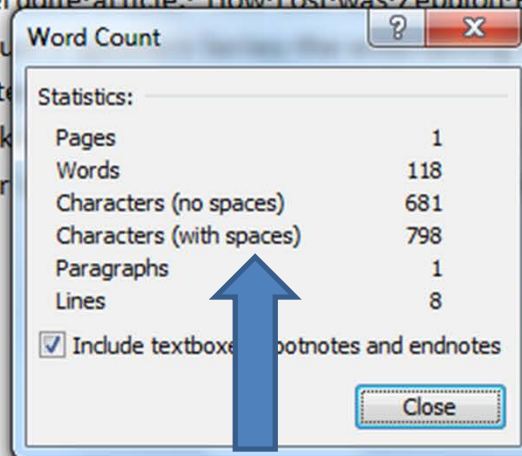 Word Count
Statistics:
Pages 1
Words 118
Characters (no spaces) 681
Characters (with spaces) 798
Paragraphs 1
Lines 8
Include textboxe otnotes and endnotes
Close